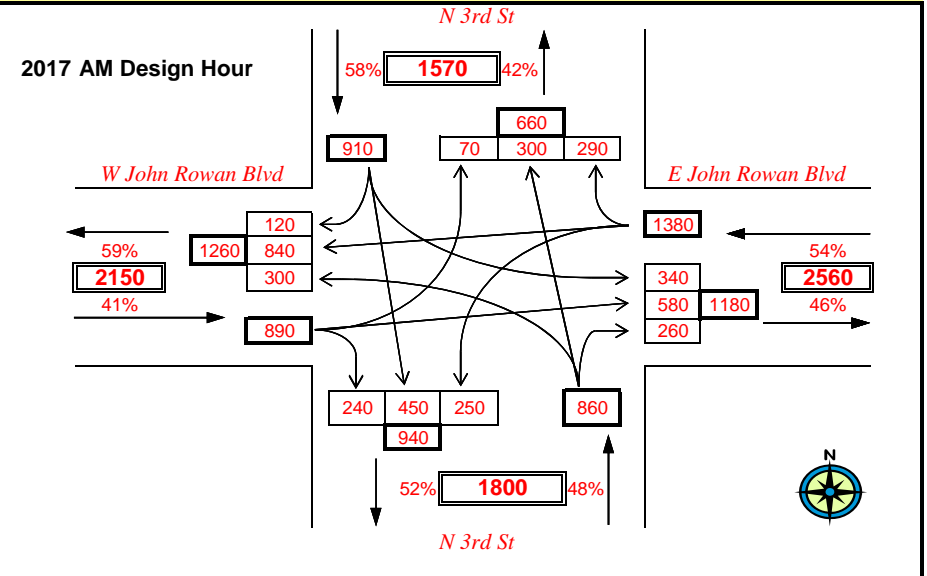 N 3rd St
2017 AM Design Hour
58% 1570 42%
660
910 70 300 290
W John Rowan Blvd E John Rowan Blvd
120 1380
59% 1260 840 54%
2150 300 340 2560
41% 580 1180 46%
890 260
240 450 250 860
940
N
52% 1800 48%
N 3rd St